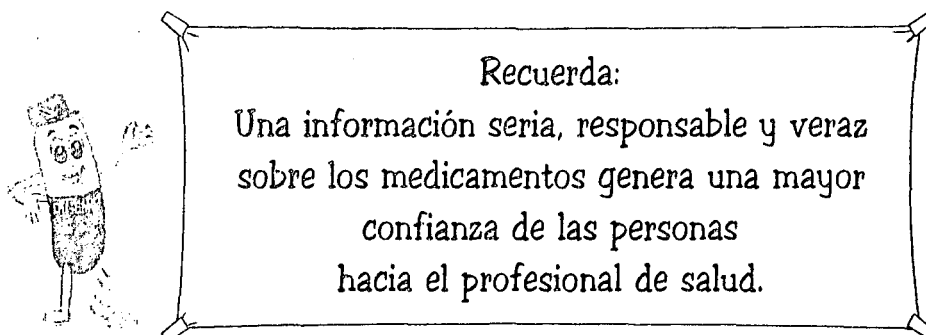 Recuerda:
Una información seria, responsable y veraz
sobre los medicamentos genera una mayor
confianza de las personas
hacia el profesional de salud.